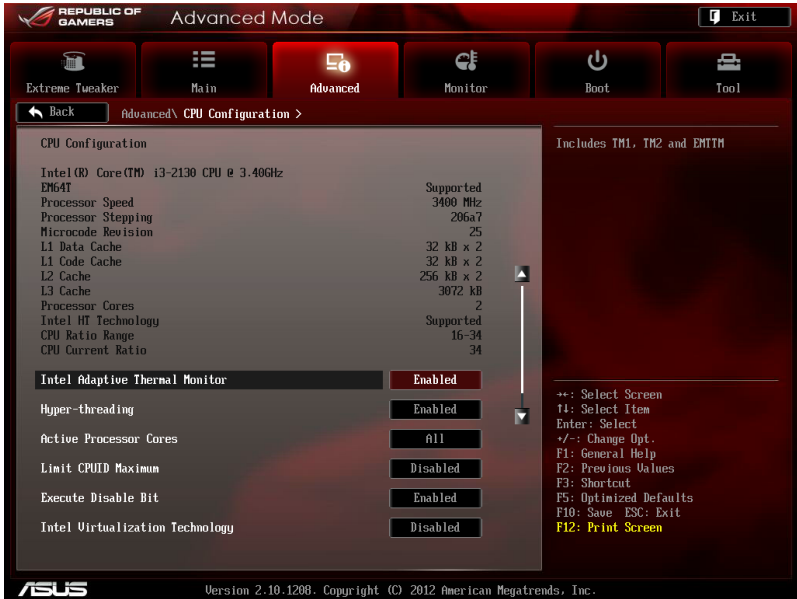 REPUBLIC OF
GAMERS
Advanced Mode
Exit
Extreme Tweaker
Main
Advanced
Monitor
Boot
Tool
Back
Advanced\ CPU Configuration >
CPU Configuration
Includes TM1, TM2 and EMTTM
Intel(R) Core(TM) i3-2130 CPU @ 3.40GHz
EM64T Supported
Processor Speed 3400 MHz
Processor Stepping 206a7
Microcode Revision 25
L1 Data Cache 32 kB x 2
L1 Code Cache 32 kB x 2
L2 Cache 256 kB x 2
L3 Cache 3072 kB
Processor Cores 2
Intel HT Technology Supported
CPU Ratio Range 16-34
CPU Current Ratio 34
Intel Adaptive Thermal Monitor Enabled
Hyper-threading Enabled
Active Processor Cores All
Limit CPUID Maximum Disabled
Execute Disable Bit Enabled
Intel Virtualization Technology Disabled
→←: Select Screen
↑↓: Select Item
Enter: Select
+/-: Change Opt.
F1: General Help
F2: Previous Values
F3: Shortcut
F5: Optimized Defaults
F10: Save ESC: Exit
F12: Print Screen
ASUS
Version 2.10.1208. Copyright (C) 2012 American Megatrends, Inc.